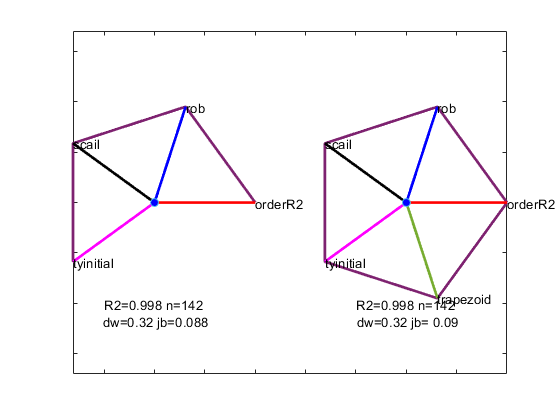 rob
scail
orderR2
tyinitial
R2=0.998 n=142
dw=0.32 jb=0.088
rob
scail
orderR2
tyinitial
trapezoid
R2=0.998 n=142
dw=0.32 jb= 0.09